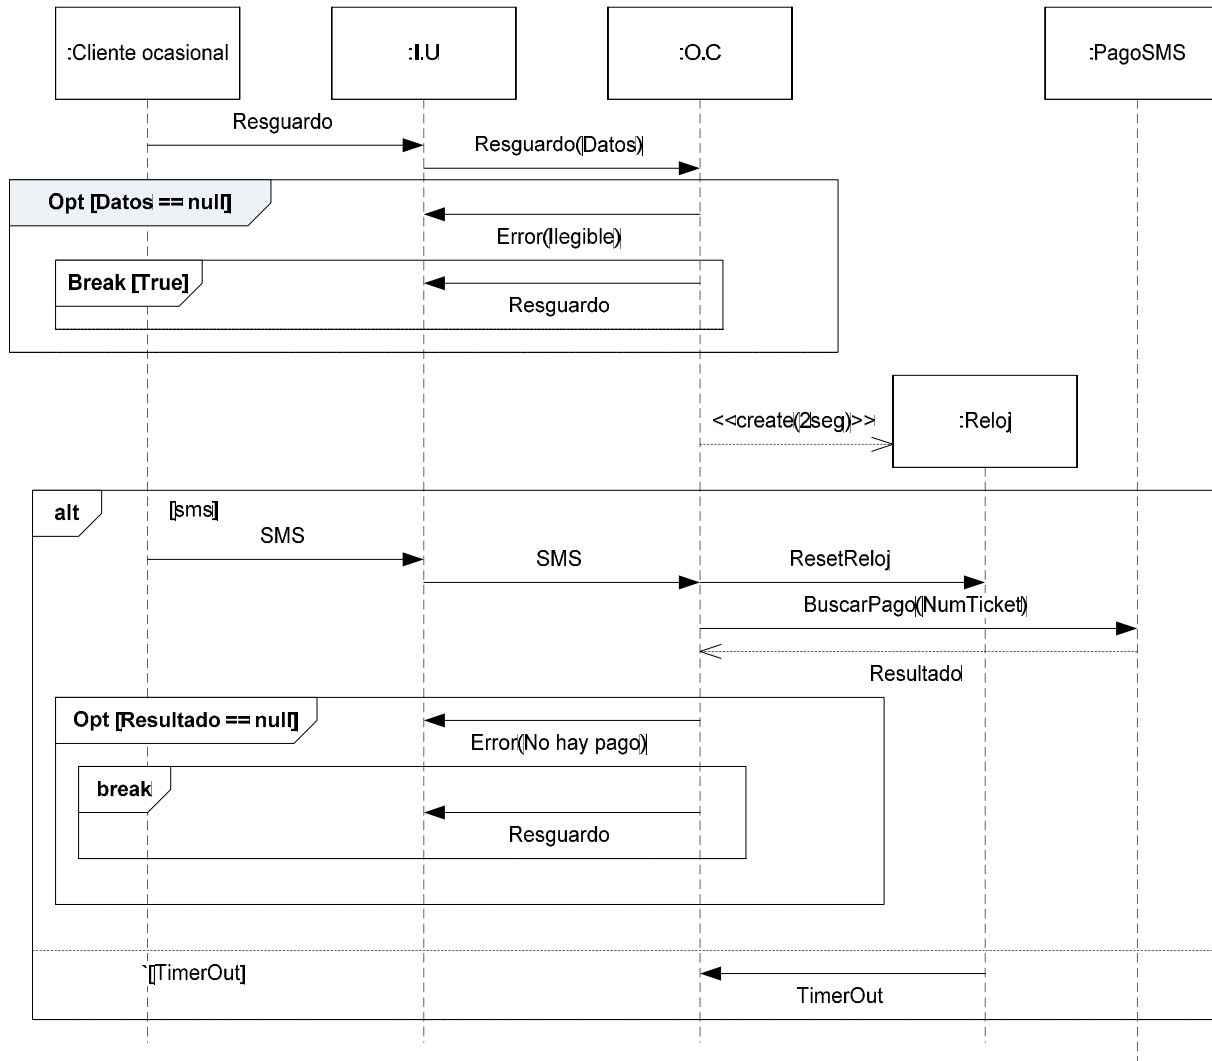 :Cliente ocasional
:I.U
:O.C
:PagoSMS
Resguardo
Resguardo(Datos)
Opt [Datos == null]
Error(Ilegible)
Break [True]
Resguardo
<<create(2seg)>>
:Reloj
alt
[sms]
SMS
SMS
ResetReloj
BuscarPago(NumTicket)
Resultado
Opt [Resultado == null]
Error(No hay pago)
break
Resguardo
`[TimerOut]
TimerOut